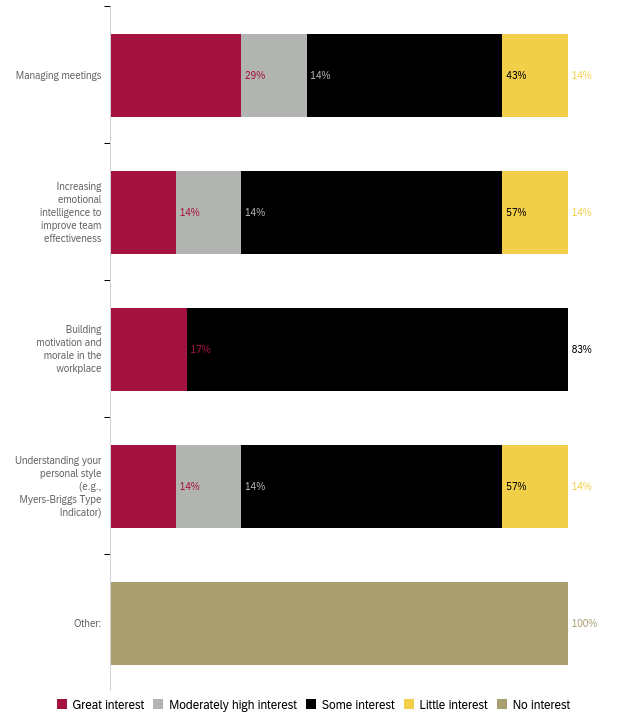 Managing meetings
29%
14%
43%
14%
Increasing
emotional
intelligence to
improve team
effectiveness
14%
14%
57%
14%
Building
motivation and
morale in the
workplace
17%
83%
Understanding your
personal style
(e.g.,
Myers-Briggs Type
Indicator)
14%
14%
57%
14%
Other:
100%
Great interest Moderately high interest Some interest Little interest No interest